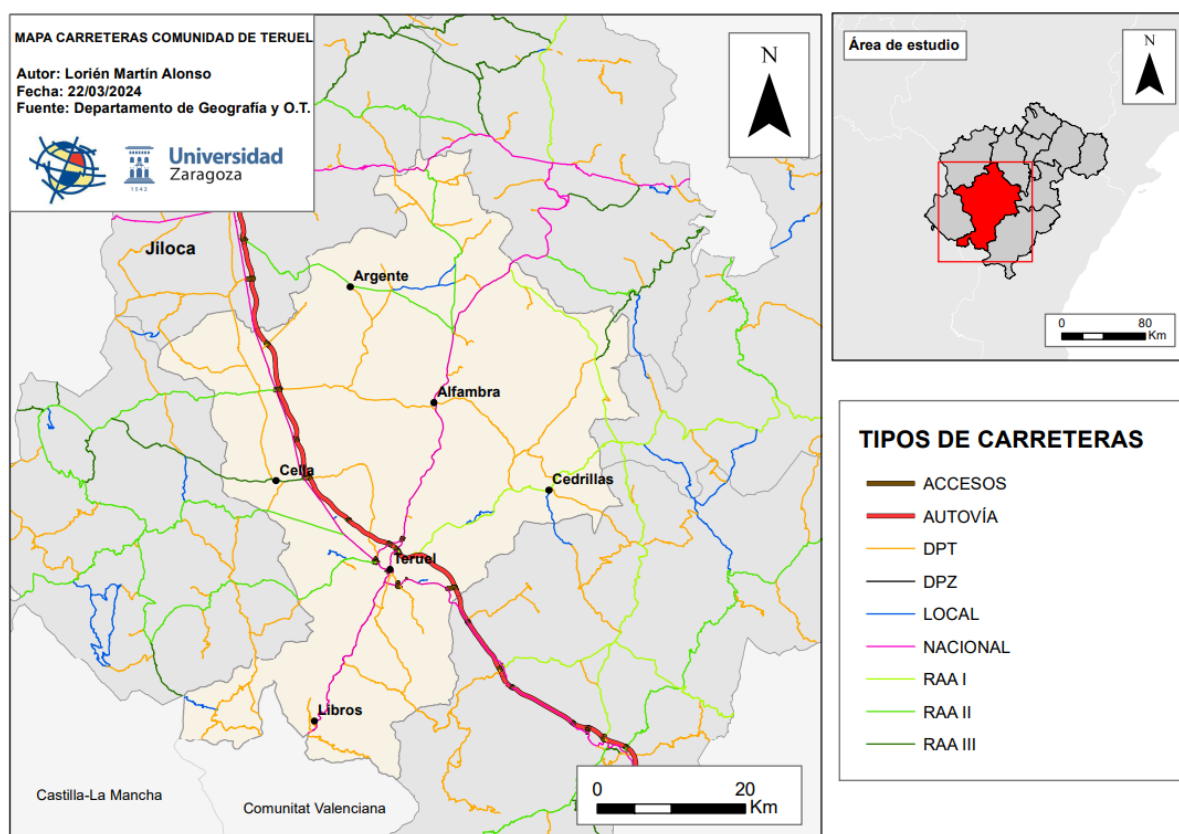 MAPA CARRETERAS COMUNIDAD DE TERUEL
Autor: Lorién Martín Alonso
Fecha: 22/03/2024
Fuente: Departamento de Geografía y O.T.
1542
Universidad
Zaragoza
N
Jiloca
Argente
Alfambra
Cella
Cedrillas
Teruel
Libros
Castilla-La Mancha
Comunitat Valenciana
0 20
Km
Área de estudio
N
0 80
Km
TIPOS DE CARRETERAS
ACCESOS
AUTOVÍA
DPT
DPZ
LOCAL
NACIONAL
RAA I
RAA II
RAA III